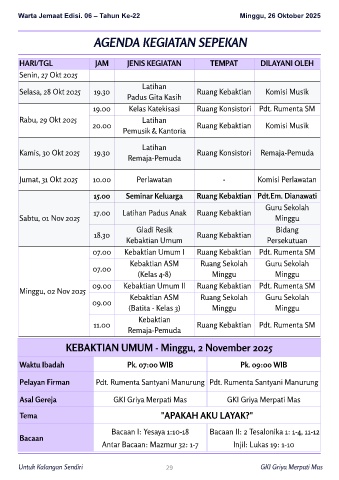 Warta Jemaat Edisi. 06 – Tahun Ke-22 Minggu, 26 Oktober 2025
AGENDA KEGIATAN SEPEKAN
HARI/TGL JAM JENIS KEGIATAN TEMPAT DILAYANI OLEH
Senin, 27 Okt 2025
Selasa, 28 Okt 2025 19.30 Latihan Padus Gita Kasih Ruang Kebaktian Komisi Musik
Rabu, 29 Okt 2025 19.00 Kelas Katekisasi Ruang Konsistori Pdt. Rumenta SM
20.00 Latihan Pemusik & Kantoria Ruang Kebaktian Komisi Musik
Kamis, 30 Okt 2025 19.30 Latihan Remaja-Pemuda Ruang Konsistori Remaja-Pemuda
Jumat, 31 Okt 2025 10.00 Perlawatan - Komisi Perlawatan
Sabtu, 01 Nov 2025 15.00 Seminar Keluarga Ruang Kebaktian Pdt.Em. Dianawati
17.00 Latihan Padus Anak Ruang Kebaktian Guru Sekolah Minggu
18.30 Gladi Resik Kebaktian Umum Ruang Kebaktian Bidang Persekutuan
Minggu, 02 Nov 2025 07.00 Kebaktian Umum I Ruang Kebaktian Pdt. Rumenta SM
07.00 Kebaktian ASM (Kelas 4-8) Ruang Sekolah Minggu Guru Sekolah Minggu
09.00 Kebaktian Umum II Ruang Kebaktian Pdt. Rumenta SM
09.00 Kebaktian ASM (Batita - Kelas 3) Ruang Sekolah Minggu Guru Sekolah Minggu
11.00 Kebaktian Remaja-Pemuda Ruang Kebaktian Pdt. Rumenta SM
KEBAKTIAN UMUM - Minggu, 2 November 2025
Waktu Ibadah Pk. 07:00 WIB Pk. 09:00 WIB
Pelayan Firman Pdt. Rumenta Santyani Manurung Pdt. Rumenta Santyani Manurung
Asal Gereja GKI Griya Merpati Mas GKI Griya Merpati Mas
Tema "APAKAH AKU LAYAK?"
Bacaan Bacaan I: Yesaya 1:10-18 Bacaan II: 2 Tesalonika 1: 1-4, 11-12
Antar Bacaan: Mazmur 32: 1-7 Injil: Lukas 19: 1-10
Untuk Kalangan Sendiri 29 GKI Griya Merpati Mas